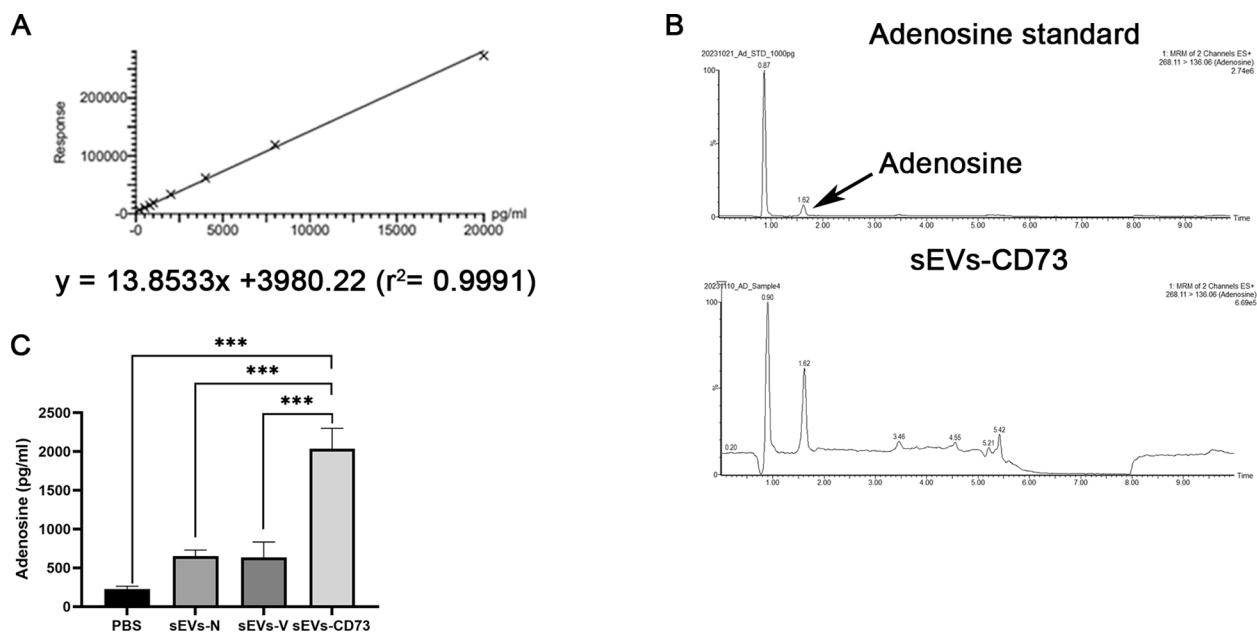 A
Response
200000
100000
-0
-0
5000
10000
15000
20000
pg/ml
y = 13.8533x +3980.22 (r²= 0.9991)
B
Adenosine standard
20231021_Ad_STD_1000pg
1: MRM of 2 Channels ES+
268.11 > 136.06 (Adenosine)
2.74e6
100
%
0
0.87
1.62
Adenosine
1.00 2.00 3.00 4.00 5.00 6.00 7.00 8.00 9.00
Time
sEVs-CD73
20231110_AD_Sample4
1: MRM of 2 Channels ES+
268.11 > 136.06 (Adenosine)
6.69e5
100
%
0
0.20
0.90
1.62
3.46
4.55
5.21
5.42
1.00 2.00 3.00 4.00 5.00 6.00 7.00 8.00 9.00
Time
C
***
***
***
Adenosine (pg/ml)
2500
2000
1500
1000
500
0
PBS sEVs-N sEVs-V sEVs-CD73